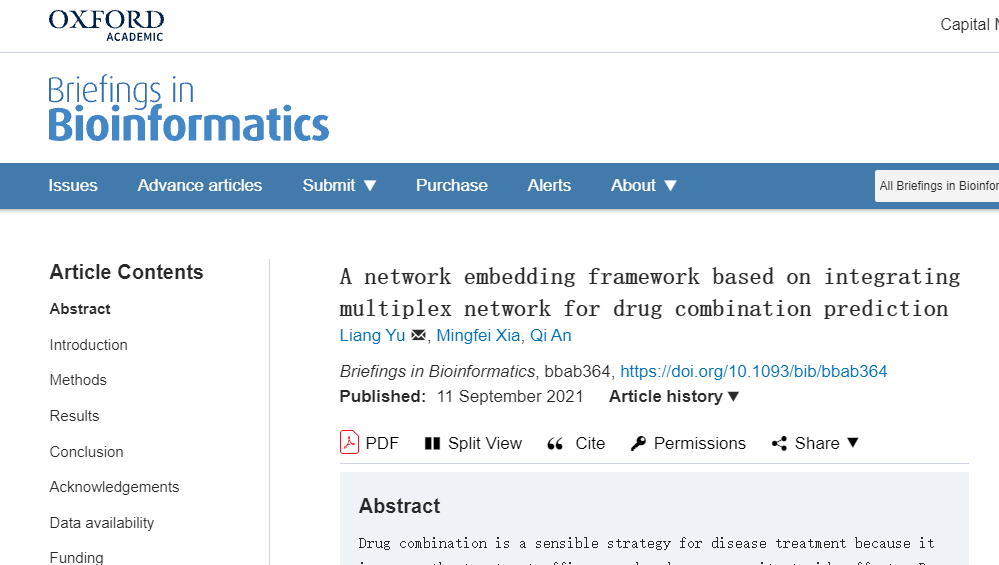 OXFORD
ACADEMIC
Capital
Briefings in
Bioinformatics
Issues Advance articles Submit ▼ Purchase Alerts About ▼ All Briefings in Bioinfor
Article Contents
Abstract
Introduction
Methods
Results
Conclusion
Acknowledgements
Data availability
Funding
A network embedding framework based on integrating
multiplex network for drug combination prediction
Liang Yu ✉, Mingfei Xia, Qi An
Briefings in Bioinformatics, bbab364, https://doi.org/10.1093/bib/bbab364
Published: 11 September 2021 Article history ▼
PDF Split View Cite Permissions Share ▼
Abstract
Drug combination is a sensible strategy for disease treatment because it